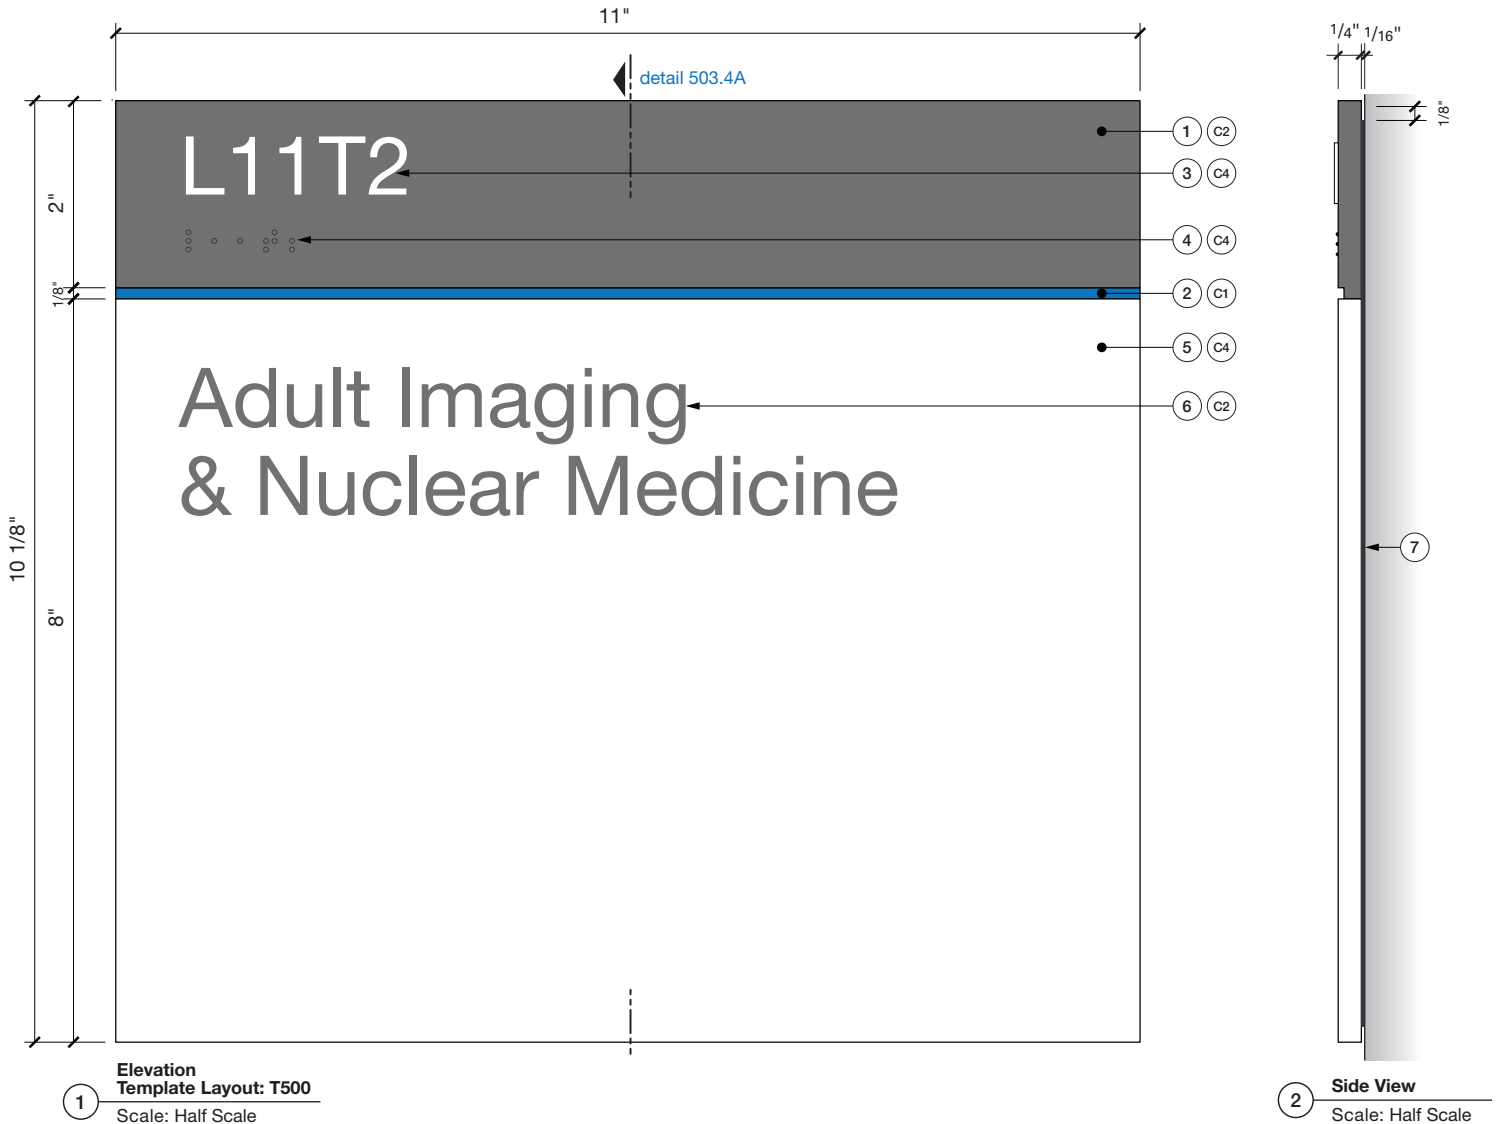 11"
detail 503.4A
1/4" 1/16"
1/8"
L11T2
1 C2
3 C4
2"
4 C4
1/8"
2 C1
5 C4
Adult Imaging
6 C2
& Nuclear Medicine
10 1/8"
7
8"
1
Elevation
Template Layout: T500
Scale: Half Scale
2
Side View
Scale: Half Scale